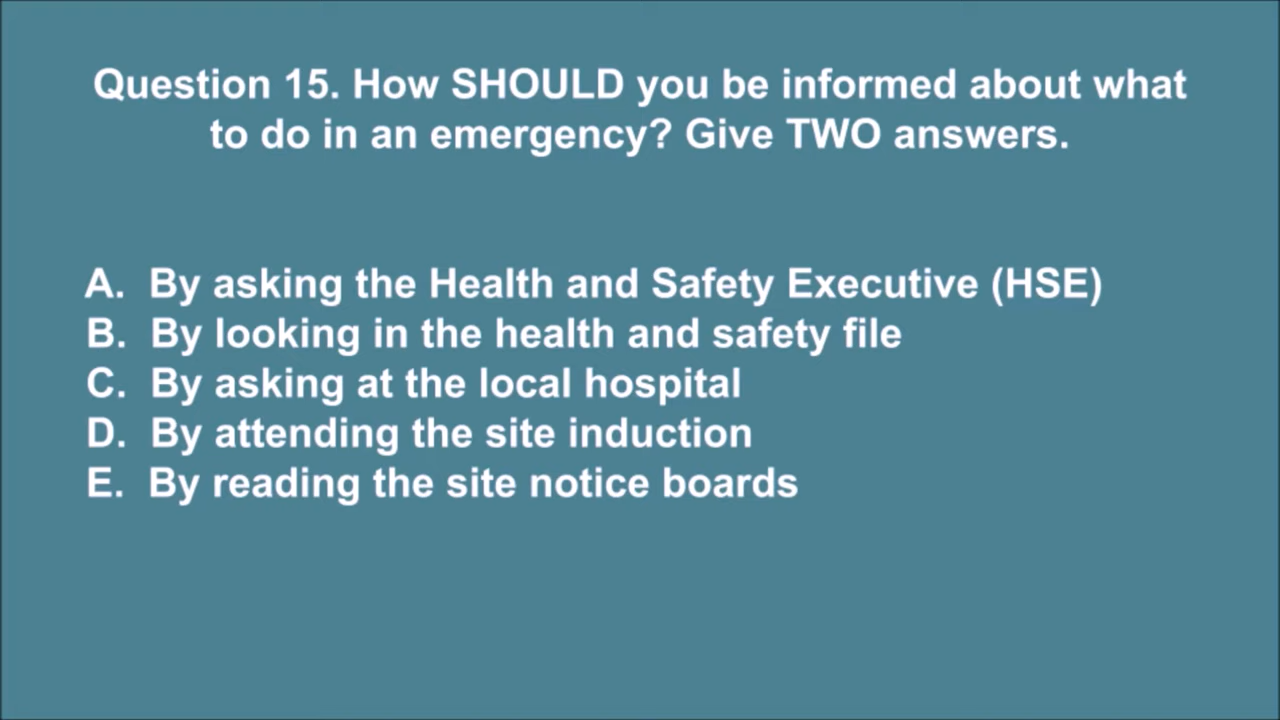 Question 15. How SHOULD you be informed about what
to do in an emergency? Give TWO answers.
A. By asking the Health and Safety Executive (HSE)
B. By looking in the health and safety file
C. By asking at the local hospital
D. By attending the site induction
E. By reading the site notice boards